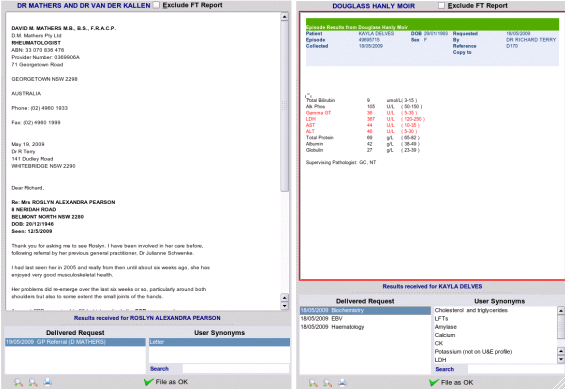 DR MATHERS AND DR VAN DER KALLEN
Exclude FT Report
DAVID M. MATHERS M.B., B.S., F.R.A.C.P.
D.M. Mathers Pty Ltd
RHEUMATOLOGIST
ABN: 33 070 836 478
Provider Number: 0369906A
71 Georgetown Road
GEORGETOWN NSW 2298
AUSTRALIA
Phone: (02) 4960 1933
Fax: (02) 4960 1999
May 19, 2009
Dr R Terry
141 Dudley Road
WHITEBRIDGE NSW 2290
Dear Richard,
Re: Mrs ROSLYN ALEXANDRA PEARSON
8 NERIDAH ROAD
BELMONT NORTH NSW 2280
DOB: 20/12/1946
Seen: 12/5/2009
Thank you for asking me to see Roslyn. I have been involved in her care before,
following referral by her previous general practitioner, Dr Julianne Schwenke.
I had last seen her in 2005 and really from then until about six weeks ago, she has
enjoyed very good musculoskeletal health.
Her problems did re-emerge over the last six weeks or so, particularly around both
shoulders but also to some extent the small joints of the hands.
Results received for ROSLYN ALEXANDRA PEARSON
Delivered Request
User Synonyms
19/05/2009 GP Referral (D MATHERS)
Letter
Search
File as OK
DOUGLASS HANLY MOIR
Exclude FT Report
Episode Results from Douglass Hanly Moir
Patient KAYLA DELVES DOB 29/01/1993 Requested 18/05/2009
Episode 49695715 Sex F By DR RICHARD TERRY
Collected 18/05/2009 Reference D179
Copy to
Total Bilirubin 9 umol/L( 3-15 )
Alk Phos 105 U/L ( 50-150 )
Gamma GT 36 U/L ( 5-35 )
LDH 387 U/L ( 120-250 )
AST 44 U/L ( 10-35 )
ALT 46 U/L ( 5-30 )
Total Protein 69 g/L ( 65-82 )
Albumin 42 g/L ( 38-49 )
Globulin 27 g/L ( 23-39 )
Supervising Pathologist: GC, NT
Results received for KAYLA DELVES
Delivered Request
User Synonyms
18/05/2009 Biochemistry
18/05/2009 EBV
18/05/2009 Haematology
Cholesterol and triglycerides
LFTs
Amylase
Calcium
CK
Potassium (not on U&E profile)
LDH
Search
File as OK